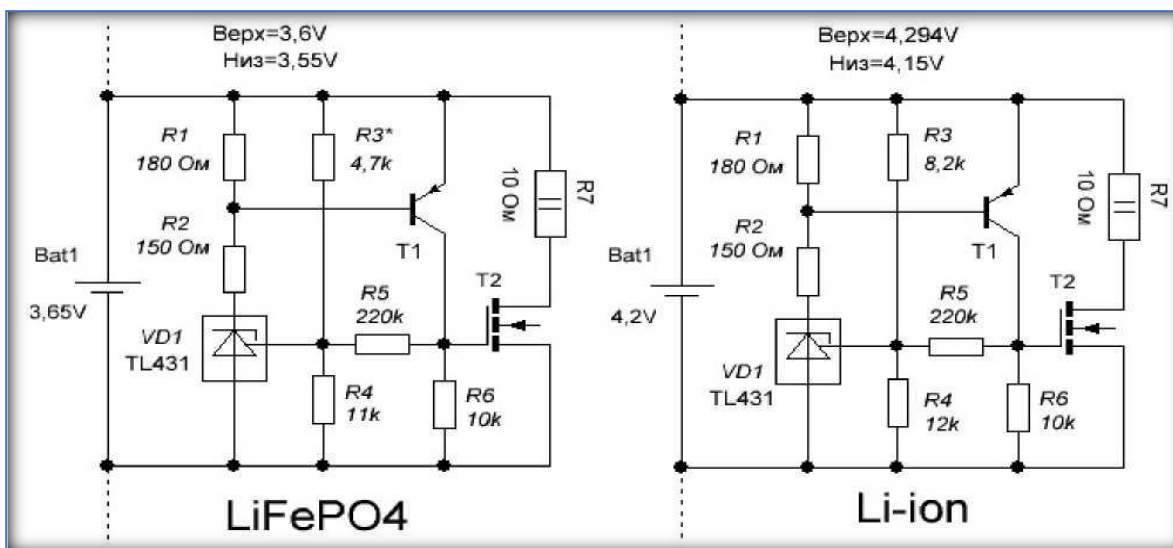 Верх=3,6V
Низ=3,55V
R1
180 Ом
R3*
4,7k
R7
10 Ом
R2
150 Ом
T1
Bat1
3,65V
T2
R5
220k
VD1
TL431
R4
11k
R6
10k
LiFePO4
Верх=4,294V
Низ=4,15V
R1
180 Ом
R3
8,2k
R7
10 Ом
R2
150 Ом
T1
Bat1
4,2V
T2
R5
220k
VD1
TL431
R4
12k
R6
10k
Li-ion